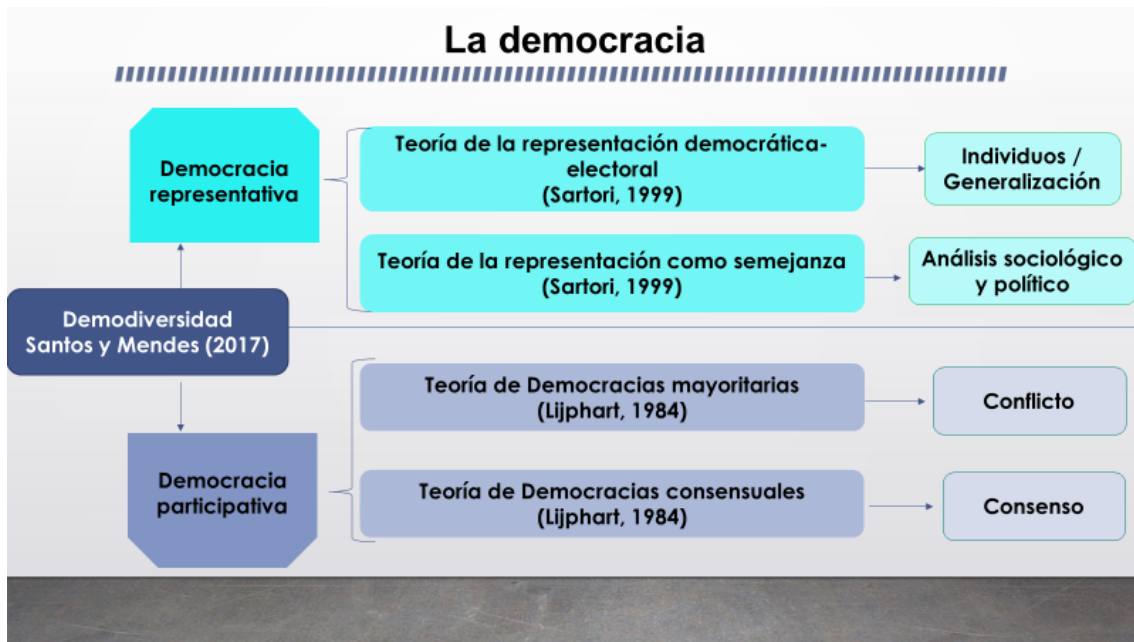 La democracia
Democracia
representativa
Teoría de la representación democrática-
electoral
(Sartori, 1999)
Individuos /
Generalización
Teoría de la representación como semejanza
(Sartori, 1999)
Análisis sociológico
y político
Demodiversidad
Santos y Mendes (2017)
Democracia
participativa
Teoría de Democracias mayoritarias
(Lijphart, 1984)
Conflicto
Teoría de Democracias consensuales
(Lijphart, 1984)
Consenso